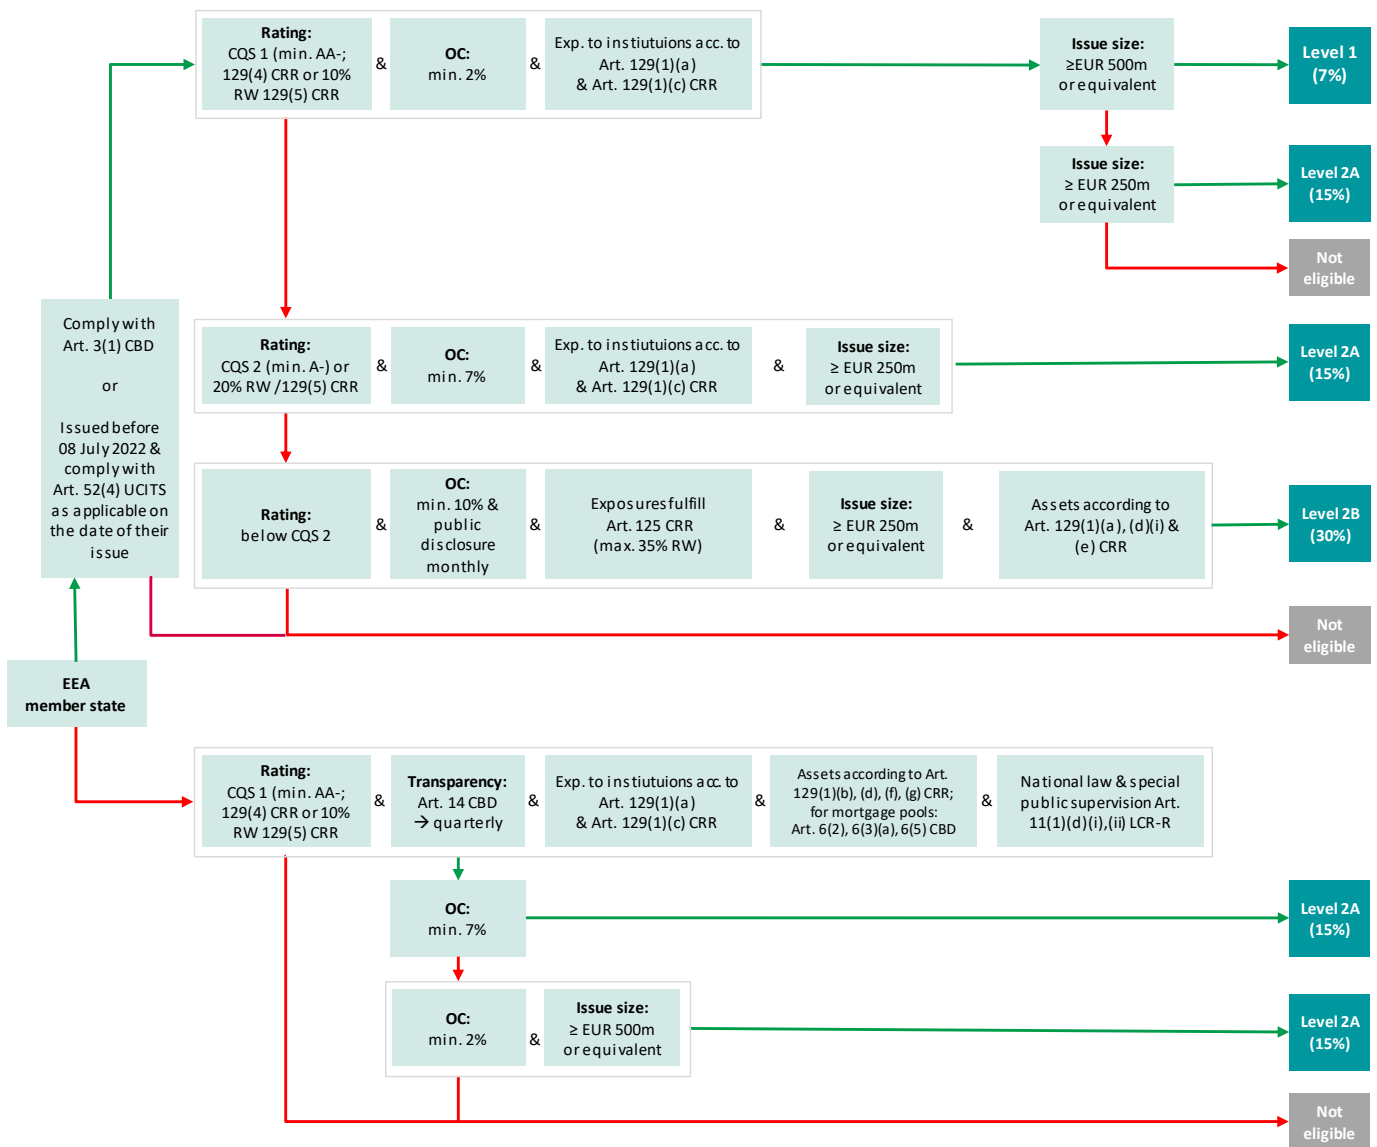 Rating:
CQS 1 (min. AA-;
129(4) CRR or 10%
RW 129(5) CRR
&
OC:
min. 2%
&
Exp. to instiutuions acc. to
Art. 129(1)(a)
& Art. 129(1)(c) CRR
Issue size:
≥EUR 500m
or equivalent
Level 1
(7%)
Issue size:
≥ EUR 250m
or equivalent
Level 2A
(15%)
Not
eligible
Comply with
Art. 3(1) CBD
or
Issued before
08 July 2022 &
comply with
Art. 52(4) UCITS
as applicable on
the date of their
issue
Rating:
CQS 2 (min. A-) or
20% RW /129(5) CRR
&
OC:
min. 7%
&
Exp. to instiutuions acc. to
Art. 129(1)(a)
& Art. 129(1)(c) CRR
&
Issue size:
≥ EUR 250m
or equivalent
Level 2A
(15%)
Rating:
below CQS 2
&
OC:
min. 10% &
public
disclosure
monthly
&
Exposures fulfill
Art. 125 CRR
(max. 35% RW)
&
Issue size:
≥ EUR 250m
or equivalent
&
Assets according to
Art. 129(1)(a), (d)(i) &
(e) CRR
Level 2B
(30%)
Not
eligible
EEA
member state
Rating:
CQS 1 (min. AA-;
129(4) CRR or 10%
RW 129(5) CRR
&
Transparency:
Art. 14 CBD
→ quarterly
&
Exp. to instiutuions acc. to
Art. 129(1)(a)
& Art. 129(1)(c) CRR
&
Assets according to Art.
129(1)(b), (d), (f), (g) CRR;
for mortgage pools:
Art. 6(2), 6(3)(a), 6(5) CBD
&
National law & special
public supervision Art.
11(1)(d)(i),(ii) LCR-R
OC:
min. 7%
Level 2A
(15%)
OC:
min. 2%
&
Issue size:
≥ EUR 500m
or equivalent
Level 2A
(15%)
Not
eligible